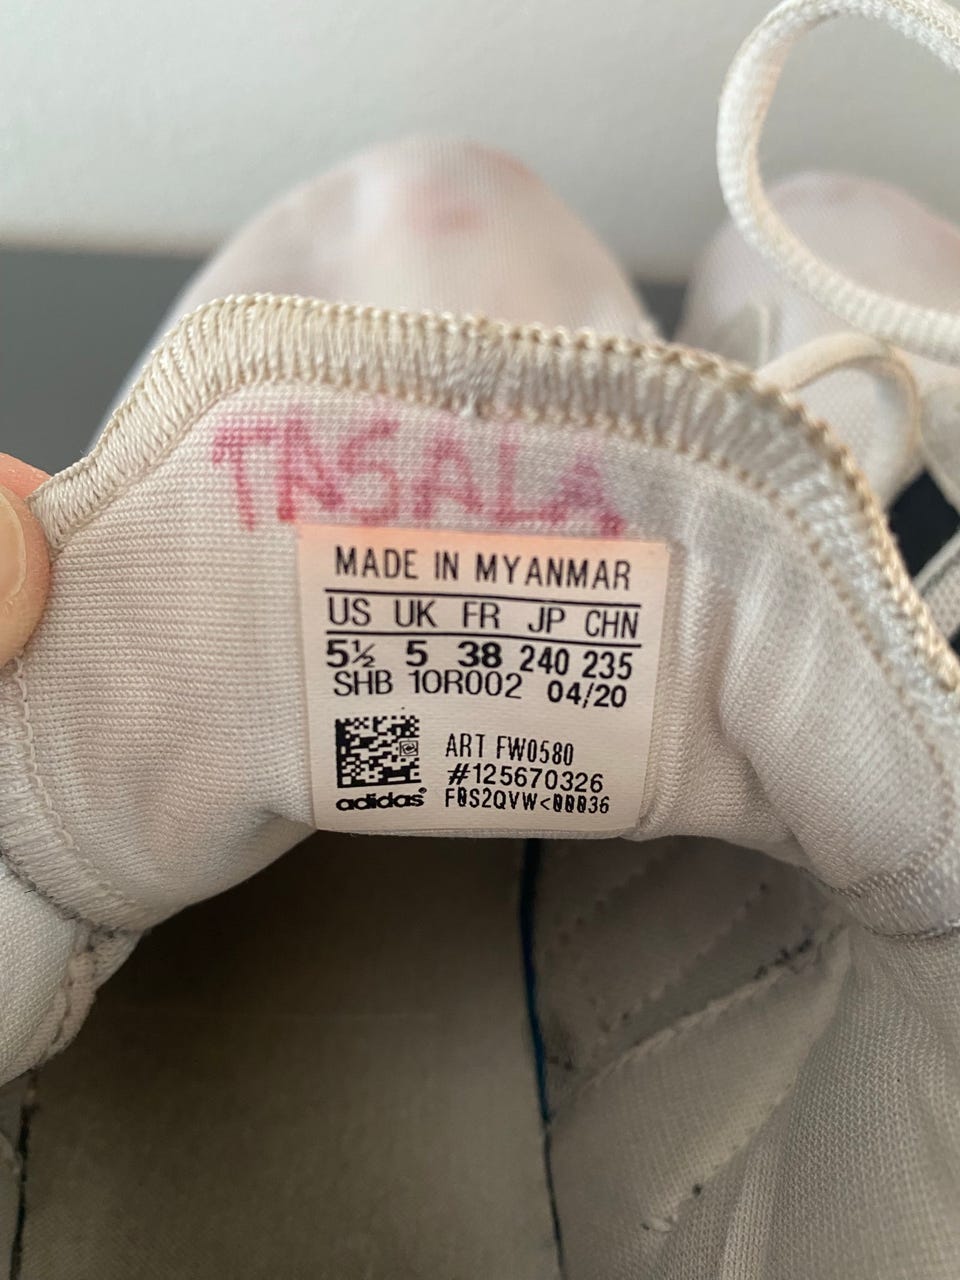 TASALA
MADE IN MYANMAR
US UK FR JP CHN
5½ 5 38 240 235
SHB 10R002 04/20
ART FW0580
#125670326
adidas® F0S2QVW<00036